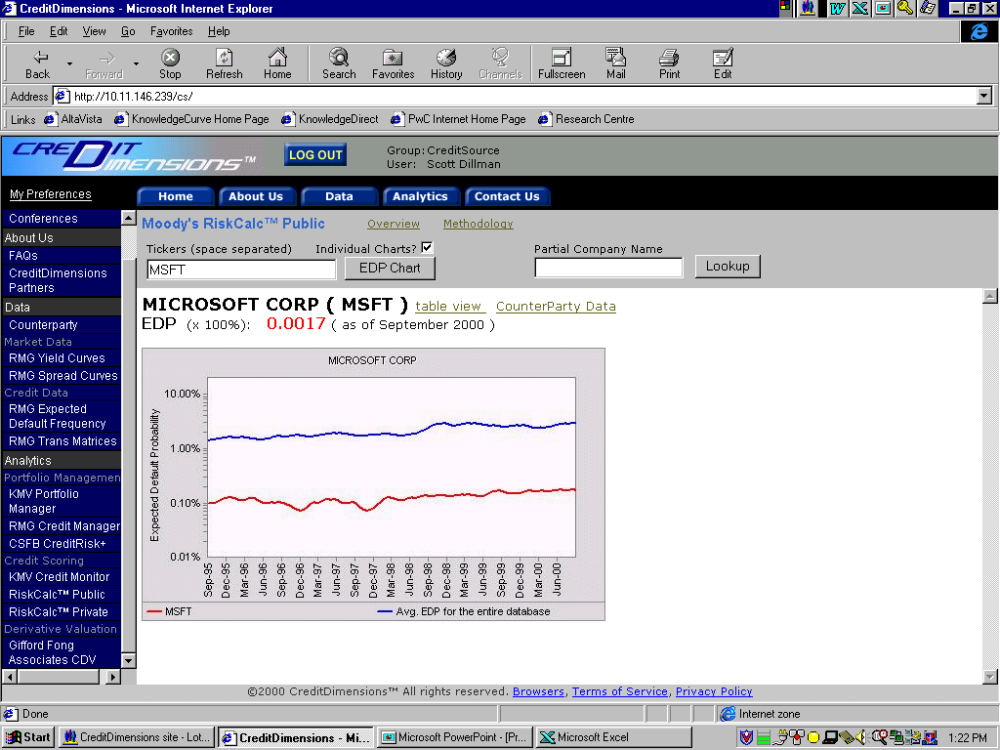 CreditDimensions - Microsoft Internet Explorer
File Edit View Go Favorites Help
Back Forward Stop Refresh Home Search Favorites History Channels Fullscreen Mail Print Edit
Address http://10.11.146.239/cs/
Links AltaVista KnowledgeCurve Home Page KnowledgeDirect PwC Internet Home Page Research Centre
CREDIT DIMENSIONS™
LOG OUT
Group: CreditSource
User: Scott Dillman
My Preferences
Home About Us Data Analytics Contact Us
Conferences
About Us
FAQs
CreditDimensions
Partners
Data
Counterparty
Market Data
RMG Yield Curves
RMG Spread Curves
Credit Data
RMG Expected
Default Frequency
RMG Trans Matrices
Analytics
Portfolio Managemen
KMV Portfolio
Manager
RMG Credit Manager
CSFB CreditRisk+
Credit Scoring
KMV Credit Monitor
RiskCalc™ Public
RiskCalc™ Private
Derivative Valuation
Gifford Fong
Associates CDV
Moody's RiskCalc™ Public Overview Methodology
Tickers (space separated) Individual Charts? Partial Company Name
MSFT EDP Chart Lookup
MICROSOFT CORP ( MSFT ) table view CounterParty Data
EDP (x 100%): 0.0017 ( as of September 2000 )
MICROSOFT CORP
Expected Default Probability
10.00%
1.00%
0.10%
0.01%
Sep-95 Dec-95 Mar-96 Jun-96 Sep-96 Dec-96 Mar-97 Jun-97 Sep-97 Dec-97 Mar-98 Jun-98 Sep-98 Dec-98 Mar-99 Jun-99 Sep-99 Dec-99 Mar-00 Jun-00
MSFT Avg. EDP for the entire database
©2000 CreditDimensions™ All rights reserved. Browsers, Terms of Service, Privacy Policy
Done Internet zone
Start CreditDimensions site - Lot... CreditDimensions - Mi... Microsoft PowerPoint - [Pr... Microsoft Excel 1:22 PM